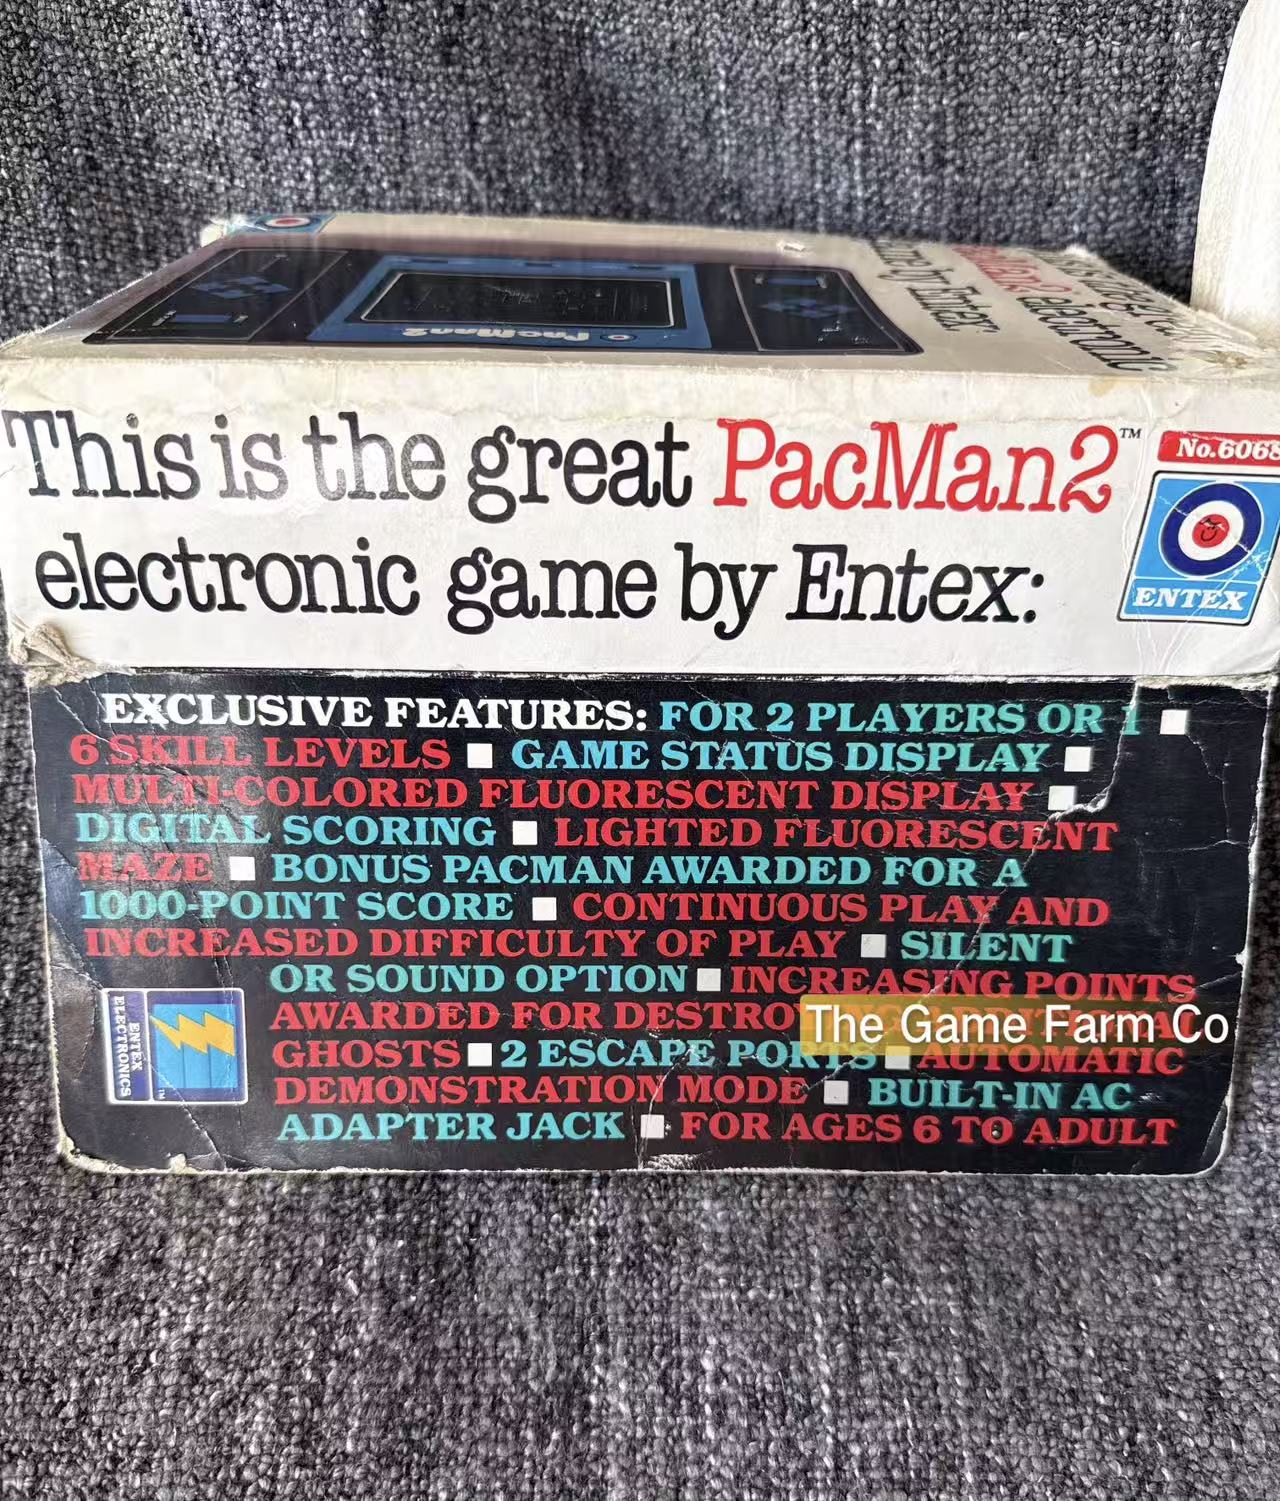 PacMan2
This is the great PacMan2™
electronic game by Entex:
No.6068
ENTEX
EXCLUSIVE FEATURES: FOR 2 PLAYERS OR 1 ■
6 SKILL LEVELS ■ GAME STATUS DISPLAY ■
MULTI-COLORED FLUORESCENT DISPLAY ■
DIGITAL SCORING ■ LIGHTED FLUORESCENT
MAZE ■ BONUS PACMAN AWARDED FOR A
1000-POINT SCORE ■ CONTINUOUS PLAY AND
INCREASED DIFFICULTY OF PLAY ■ SILENT
OR SOUND OPTION ■ INCREASING POINTS
AWARDED FOR
The Game Farm Co
GHOSTS ■ 2 ESCAPE PORTS ■ AUTOMATIC
DEMONSTRATION MODE ■ BUILT-IN AC
ADAPTER JACK ■ FOR AGES 6 TO ADULT
ENTEX
ELECTRONICS
TM